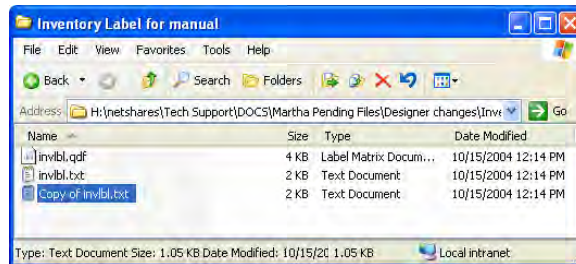 Inventory Label for manual
File Edit View Favorites Tools Help
Back Search Folders
Address H:\netshares\Tech Support\DOCS\Martha Pending Files\Designer changes\Inve Go
Name Size Type Date Modified
invlbl.qdf 4 KB Label Matrix Docum... 10/15/2004 12:14 PM
invlbl.txt 2 KB Text Document 10/15/2004 12:14 PM
Copy of invlbl.txt 2 KB Text Document 10/15/2004 12:14 PM
Type: Text Document Size: 1.05 KB Date Modified: 10/15/20 1.05 KB Local intranet